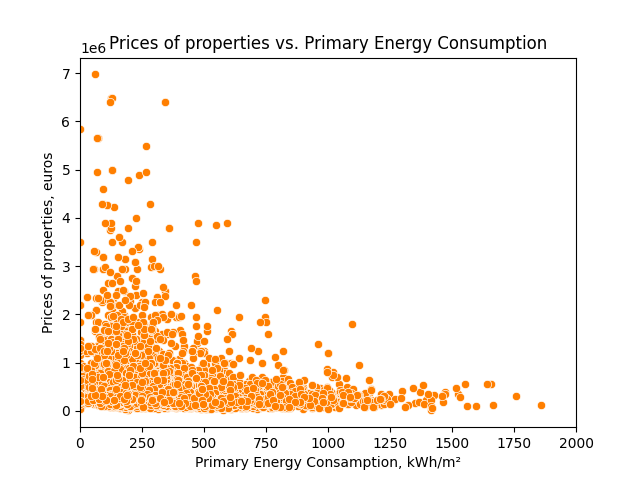 Prices of properties vs. Primary Energy Consumption
1e6
7
6
5
4
3
2
1
0
Prices of properties, euros
0 250 500 750 1000 1250 1500 1750 2000
Primary Energy Consamption, kWh/m²